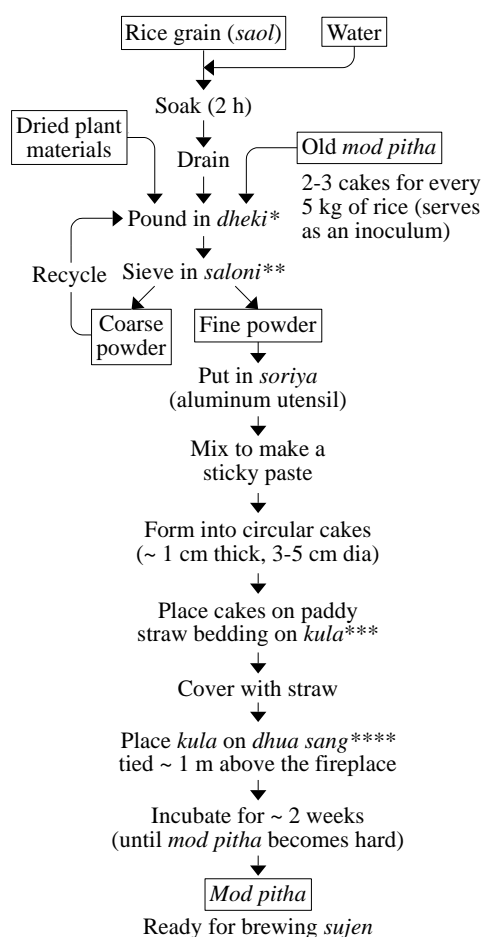 Rice grain (saol)
Water
Soak (2 h)
Dried plant
materials
Drain
Old mod pitha
2-3 cakes for every
5 kg of rice (serves
as an inoculum)
Pound in dheki*
Recycle
Sieve in saloni**
Coarse
powder
Fine powder
Put in soriya
(aluminum utensil)
Mix to make a
sticky paste
Form into circular cakes
(~ 1 cm thick, 3-5 cm dia)
Place cakes on paddy
straw bedding on kula***
Cover with straw
Place kula on dhua sang****
tied ~ 1 m above the fireplace
Incubate for ~ 2 weeks
(until mod pitha becomes hard)
Mod pitha
Ready for brewing sujen